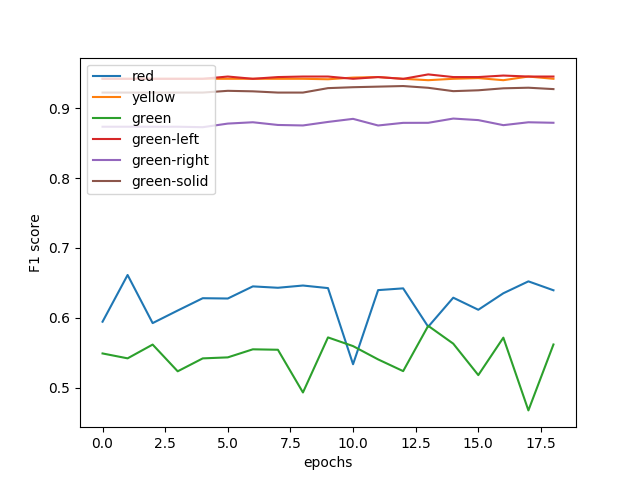 red
yellow
green
green-left
green-right
green-solid
0.9
0.8
0.7
0.6
0.5
F1 score
0.0 2.5 5.0 7.5 10.0 12.5 15.0 17.5
epochs